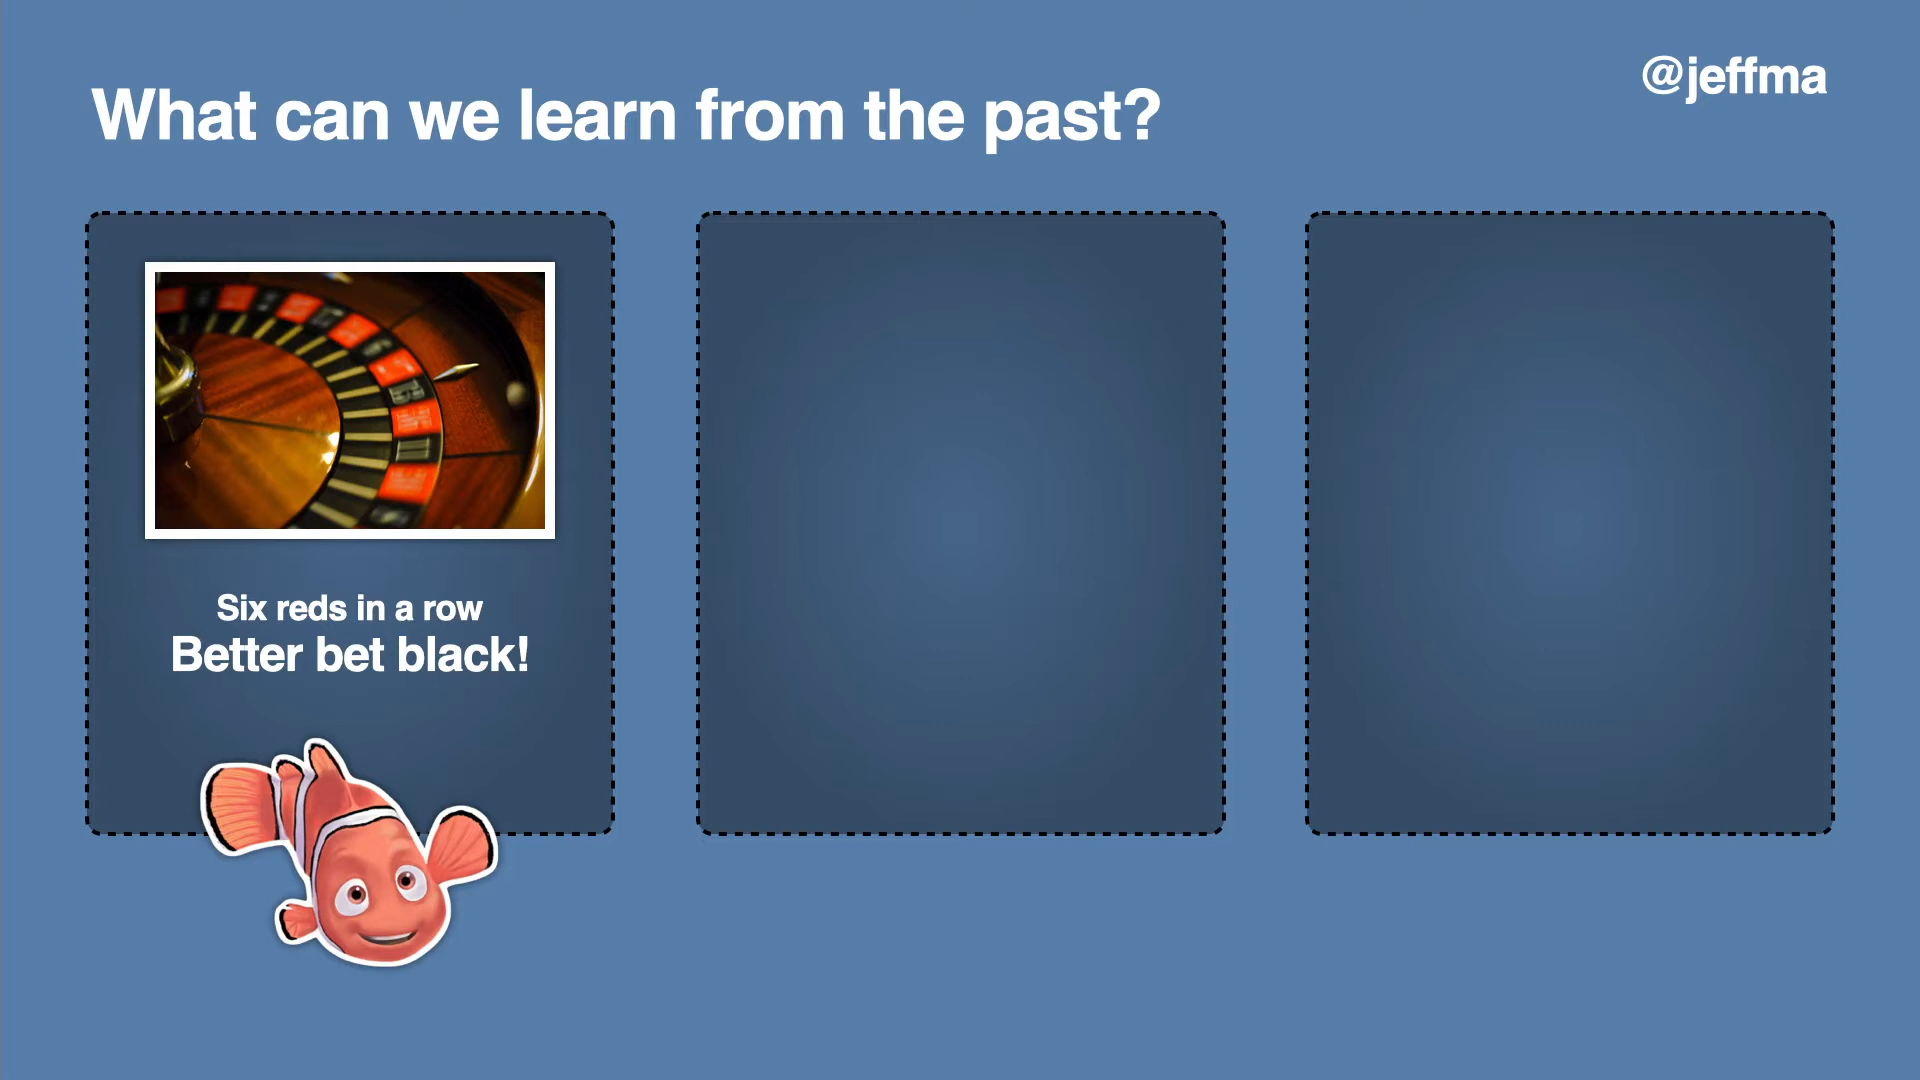 @jeffma
What can we learn from the past?
Six reds in a row
Better bet black!